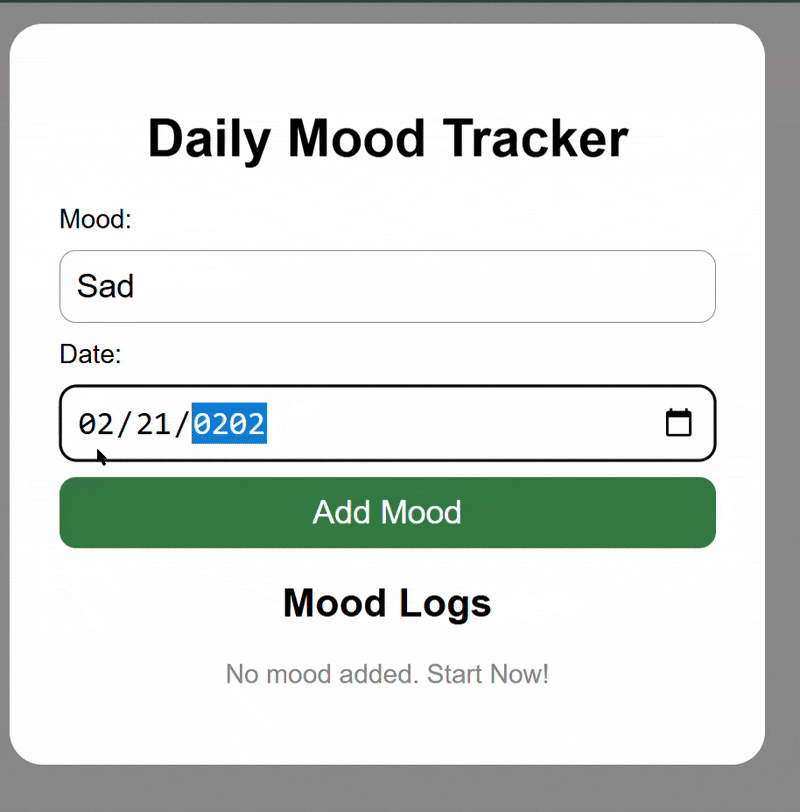 Daily Mood Tracker
Mood:
Sad
Date:
02/21/0202
Add Mood
Mood Logs
No mood added. Start Now!